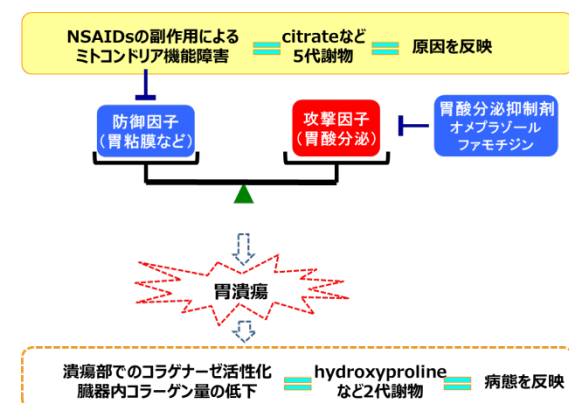 NSAIDsの副作用による
ミトコンドリア機能障害
citrateなど
5代謝物
原因を反映
防御因子
(胃粘膜など)
攻撃因子
(胃酸分泌)
胃酸分泌抑制剤
オメプラゾール
ファモチジン
胃潰瘍
潰瘍部でのコラゲナーゼ活性化
臓器内コラーゲン量の低下
hydroxyproline
など2代謝物
病態を反映